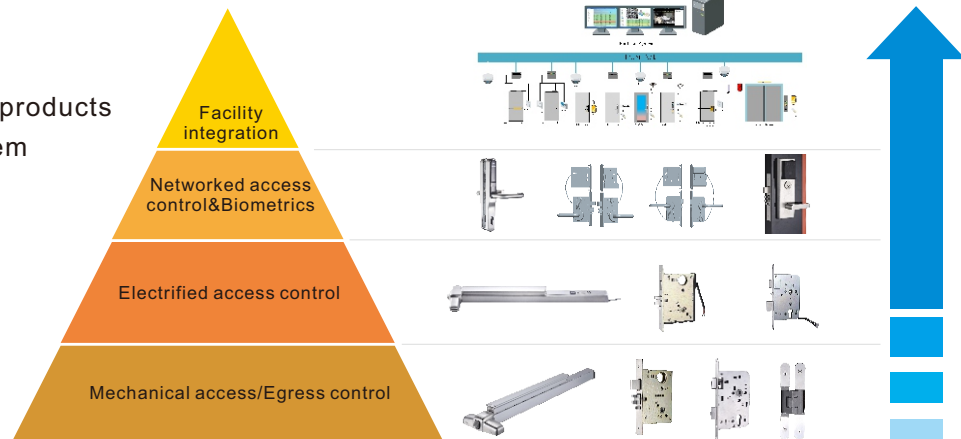 products
em
Facility
integration
Networked access
control&Biometrics
Electrified access control
Mechanical access/Egress control